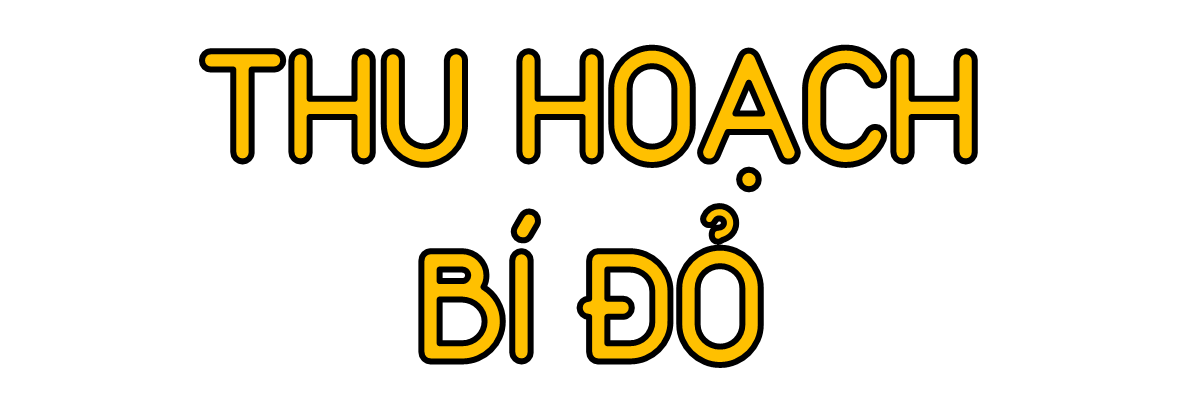 THU HOẠCH
BÍ ĐỎ